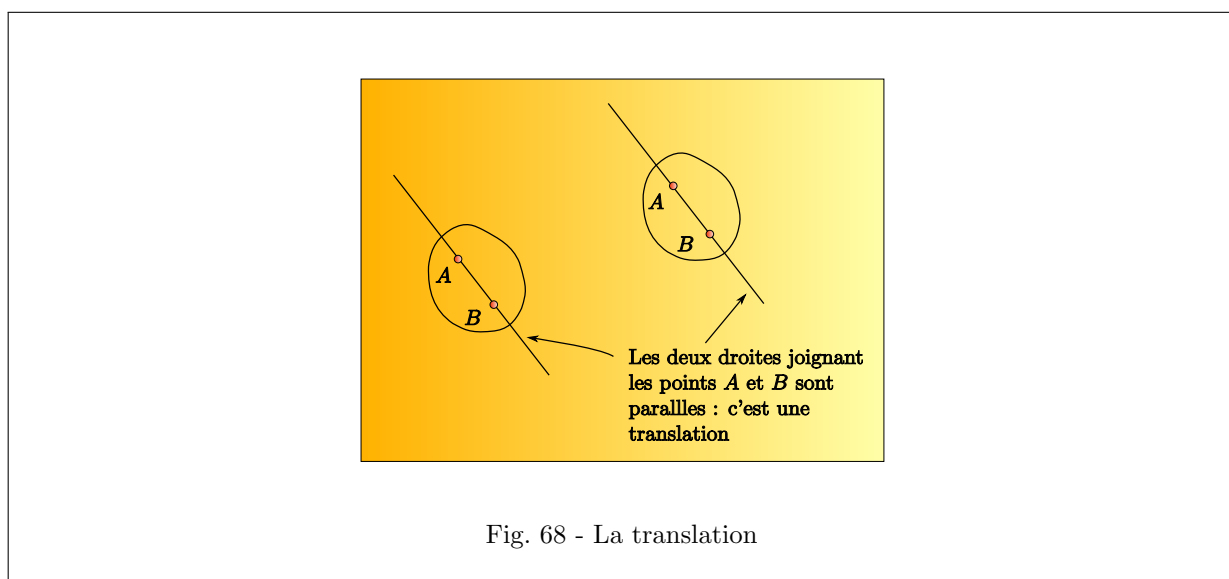 A
B
A
B
Les deux droites joignant
les points A et B sont
parallles : c'est une
translation
Fig. 68 - La translation